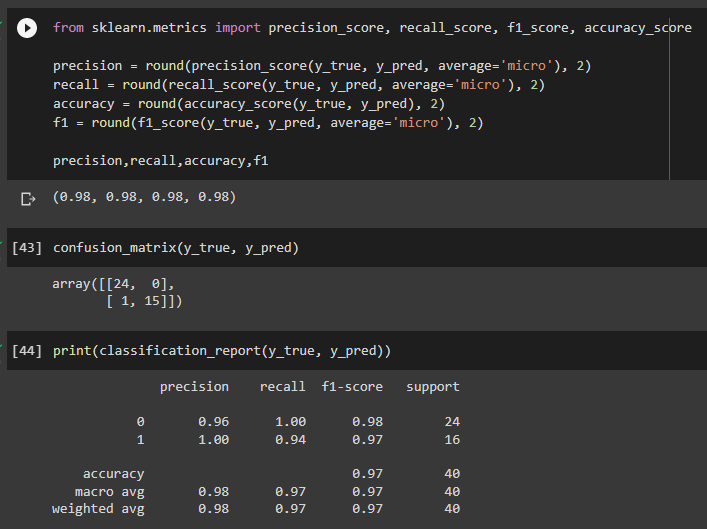 from sklearn.metrics import precision_score, recall_score, f1_score, accuracy_score
precision = round(precision_score(y_true, y_pred, average='micro'), 2)
recall = round(recall_score(y_true, y_pred, average='micro'), 2)
accuracy = round(accuracy_score(y_true, y_pred), 2)
f1 = round(f1_score(y_true, y_pred, average='micro'), 2)
precision,recall,accuracy,f1
(0.98, 0.98, 0.98, 0.98)
[43] confusion_matrix(y_true, y_pred)
array([[24,  0],
       [ 1, 15]])
[44] print(classification_report(y_true, y_pred))
              precision    recall  f1-score   support
           0       0.96      1.00      0.98        24
           1       1.00      0.94      0.97        16
    accuracy                           0.97        40
   macro avg       0.98      0.97      0.97        40
weighted avg       0.98      0.97      0.97        40